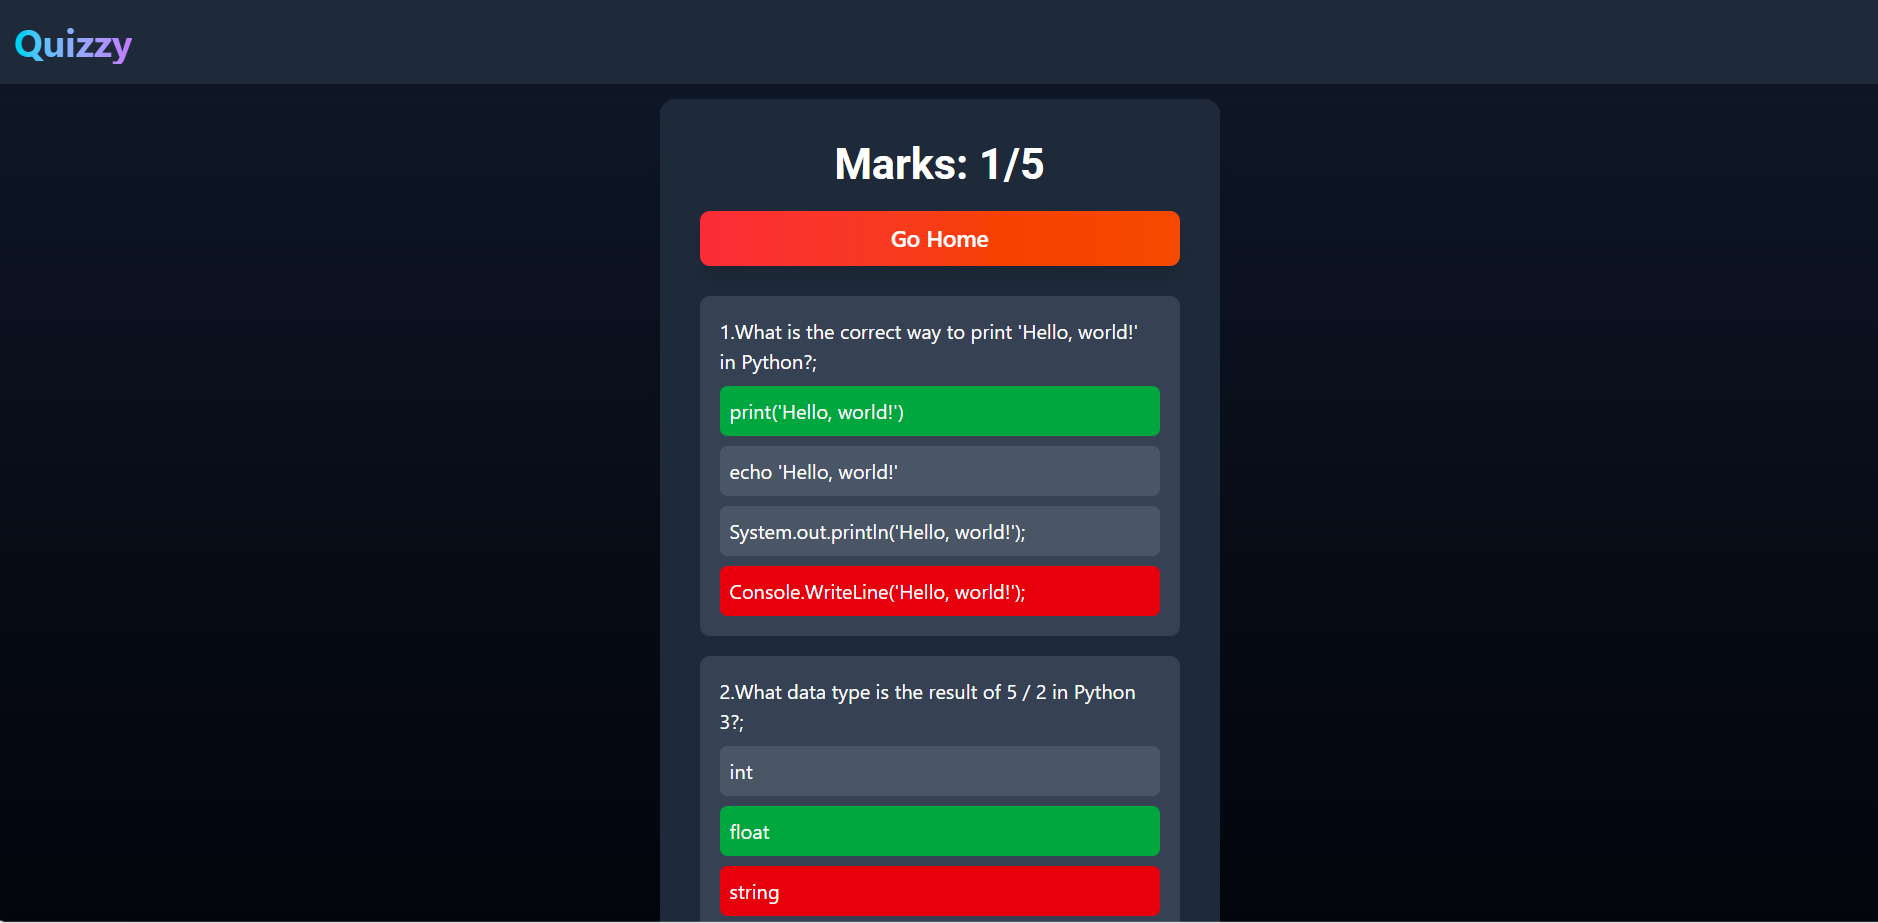 Quizzy
Marks: 1/5
Go Home
1.What is the correct way to print 'Hello, world!'
in Python?;
print('Hello, world!')
echo 'Hello, world!'
System.out.println('Hello, world!');
Console.WriteLine('Hello, world!');
2.What data type is the result of 5 / 2 in Python
3?;
int
float
string